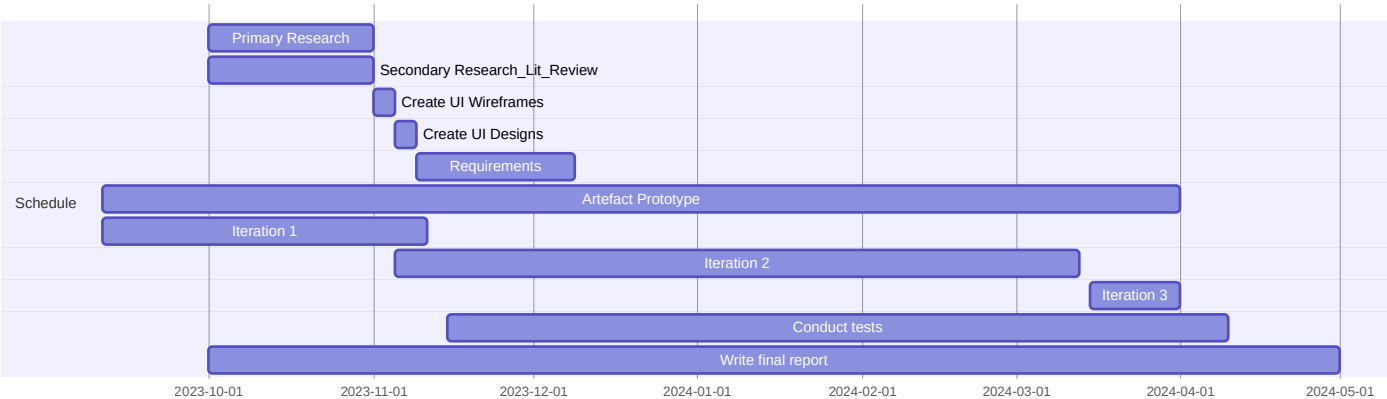 Primary Research
Secondary Research_Lit_Review
Create UI Wireframes
Create UI Designs
Requirements
Schedule
Artefact Prototype
Iteration 1
Iteration 2
Iteration 3
Conduct tests
Write final report
2023-10-01 2023-11-01 2023-12-01 2024-01-01 2024-02-01 2024-03-01 2024-04-01 2024-05-01